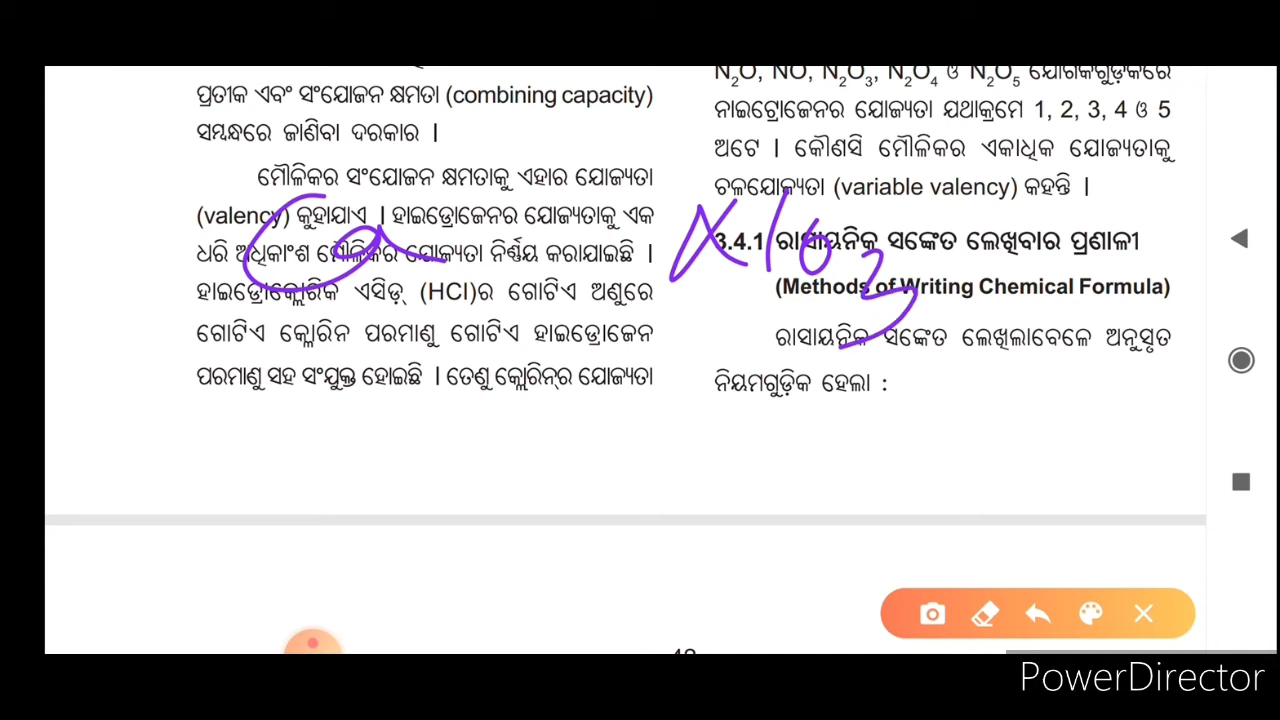 ପ୍ରତୀକ ଏବଂ ସଂଯୋଜନ କ୍ଷମତା (combining capacity)
ସମ୍ବନ୍ଧରେ ଜାଣିବା ଦରକାର ।
ମୌଳିକର ସଂଯୋଜନ କ୍ଷମତାକୁ ଏହାର ଯୋଜ୍ୟତା
(valency) କୁହାଯାଏ । ହାଇଡ୍ରୋଜେନର ଯୋଜ୍ୟତାକୁ ଏକ
ଧରି ଅଧିକାଂଶ ମୌଳିକର ଯୋଜ୍ୟତା ନିର୍ଣ୍ଣୟ କରାଯାଇଛି ।
ହାଇଡ୍ରୋକ୍ଲୋରିକ ଏସିଡ୍ (HCl)ର ଗୋଟିଏ ଅଣୁରେ
ଗୋଟିଏ କ୍ଳୋରିନ ପରମାଣୁ ଗୋଟିଏ ହାଇଡ୍ରୋଜେନ
ପରମାଣୁ ସହ ସଂଯୁକ୍ତ ହୋଇଛି । ତେଣୁ କ୍ଲୋରିନ୍‌ର ଯୋଜ୍ୟତା
Ca
N₂O, NO, N₂O₃, N₂O₄ ଓ N₂O₅ ଯୌଗିକଗୁଡ଼ିକରେ
ନାଇଟ୍ରୋଜେନର ଯୋଜ୍ୟତା ଯଥାକ୍ରମେ 1, 2, 3, 4 ଓ 5
ଅଟେ । କୌଣସି ମୌଳିକର ଏକାଧିକ ଯୋଜ୍ୟତାକୁ
ଚଳଯୋଜ୍ୟତା (variable valency) କହନ୍ତି ।
3.4.1 ରାସାୟନିକ ସଙ୍କେତ ଲେଖିବାର ପ୍ରଣାଳୀ
(Methods of Writing Chemical Formula)
ରାସାୟନିକ ସଙ୍କେତ ଲେଖିଲାବେଳେ ଅନୁସୃତ
ନିୟମଗୁଡ଼ିକ ହେଲା :
PowerDirector